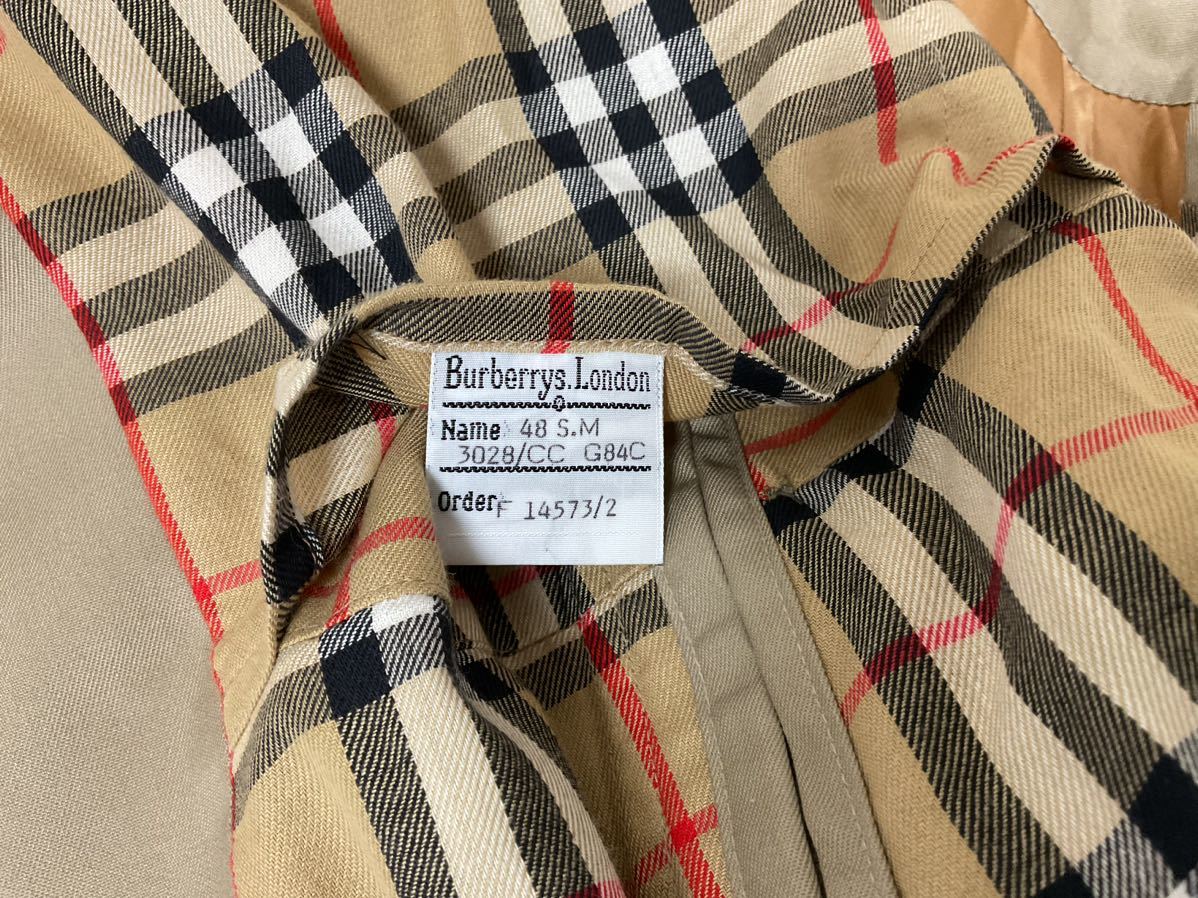 Burberrys. London
Name 48 S.M
3028/CC G84C
Order F 14573/2